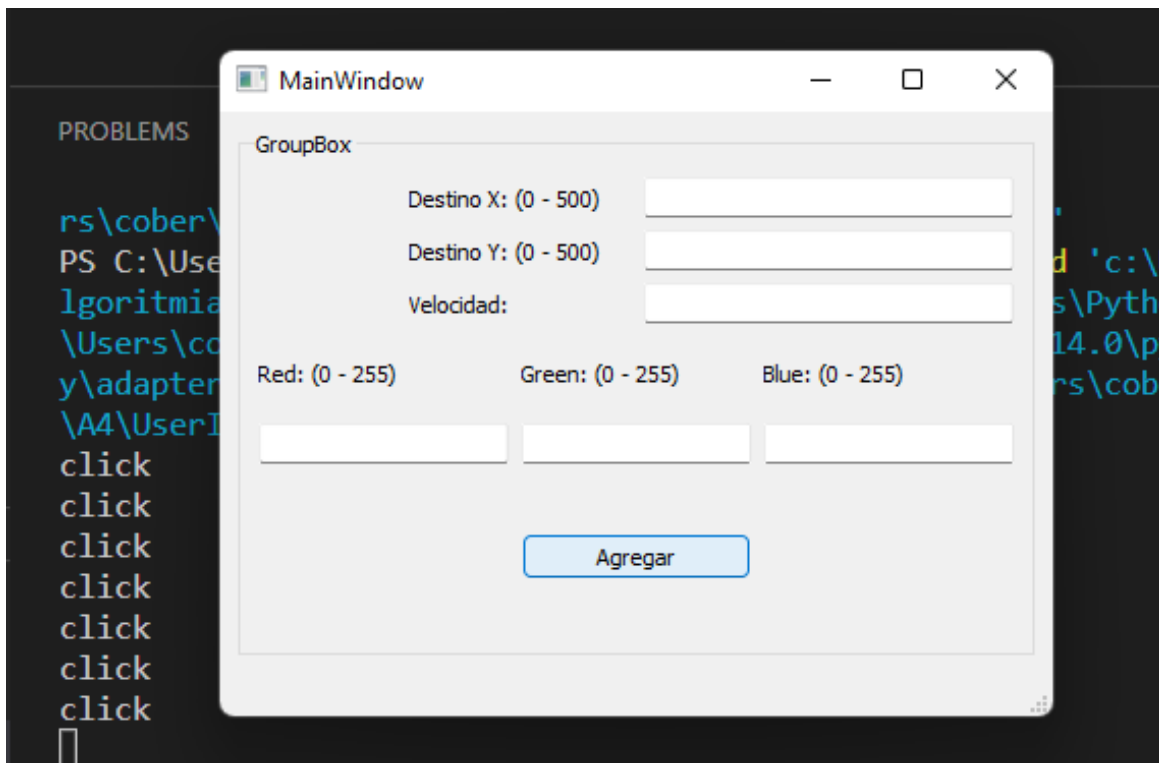 MainWindow
PROBLEMS
GroupBox
Destino X: (0 - 500)
rs\cober\ '
Destino Y: (0 - 500)
PS C:\Use d 'c:\
Velocidad:
lgoritmia s\Pyth
\Users\co 14.0\p
Red: (0 - 255) Green: (0 - 255) Blue: (0 - 255)
y\adapter rs\cob
\A4\UserI
click
click
click
Agregar
click
click
click
click